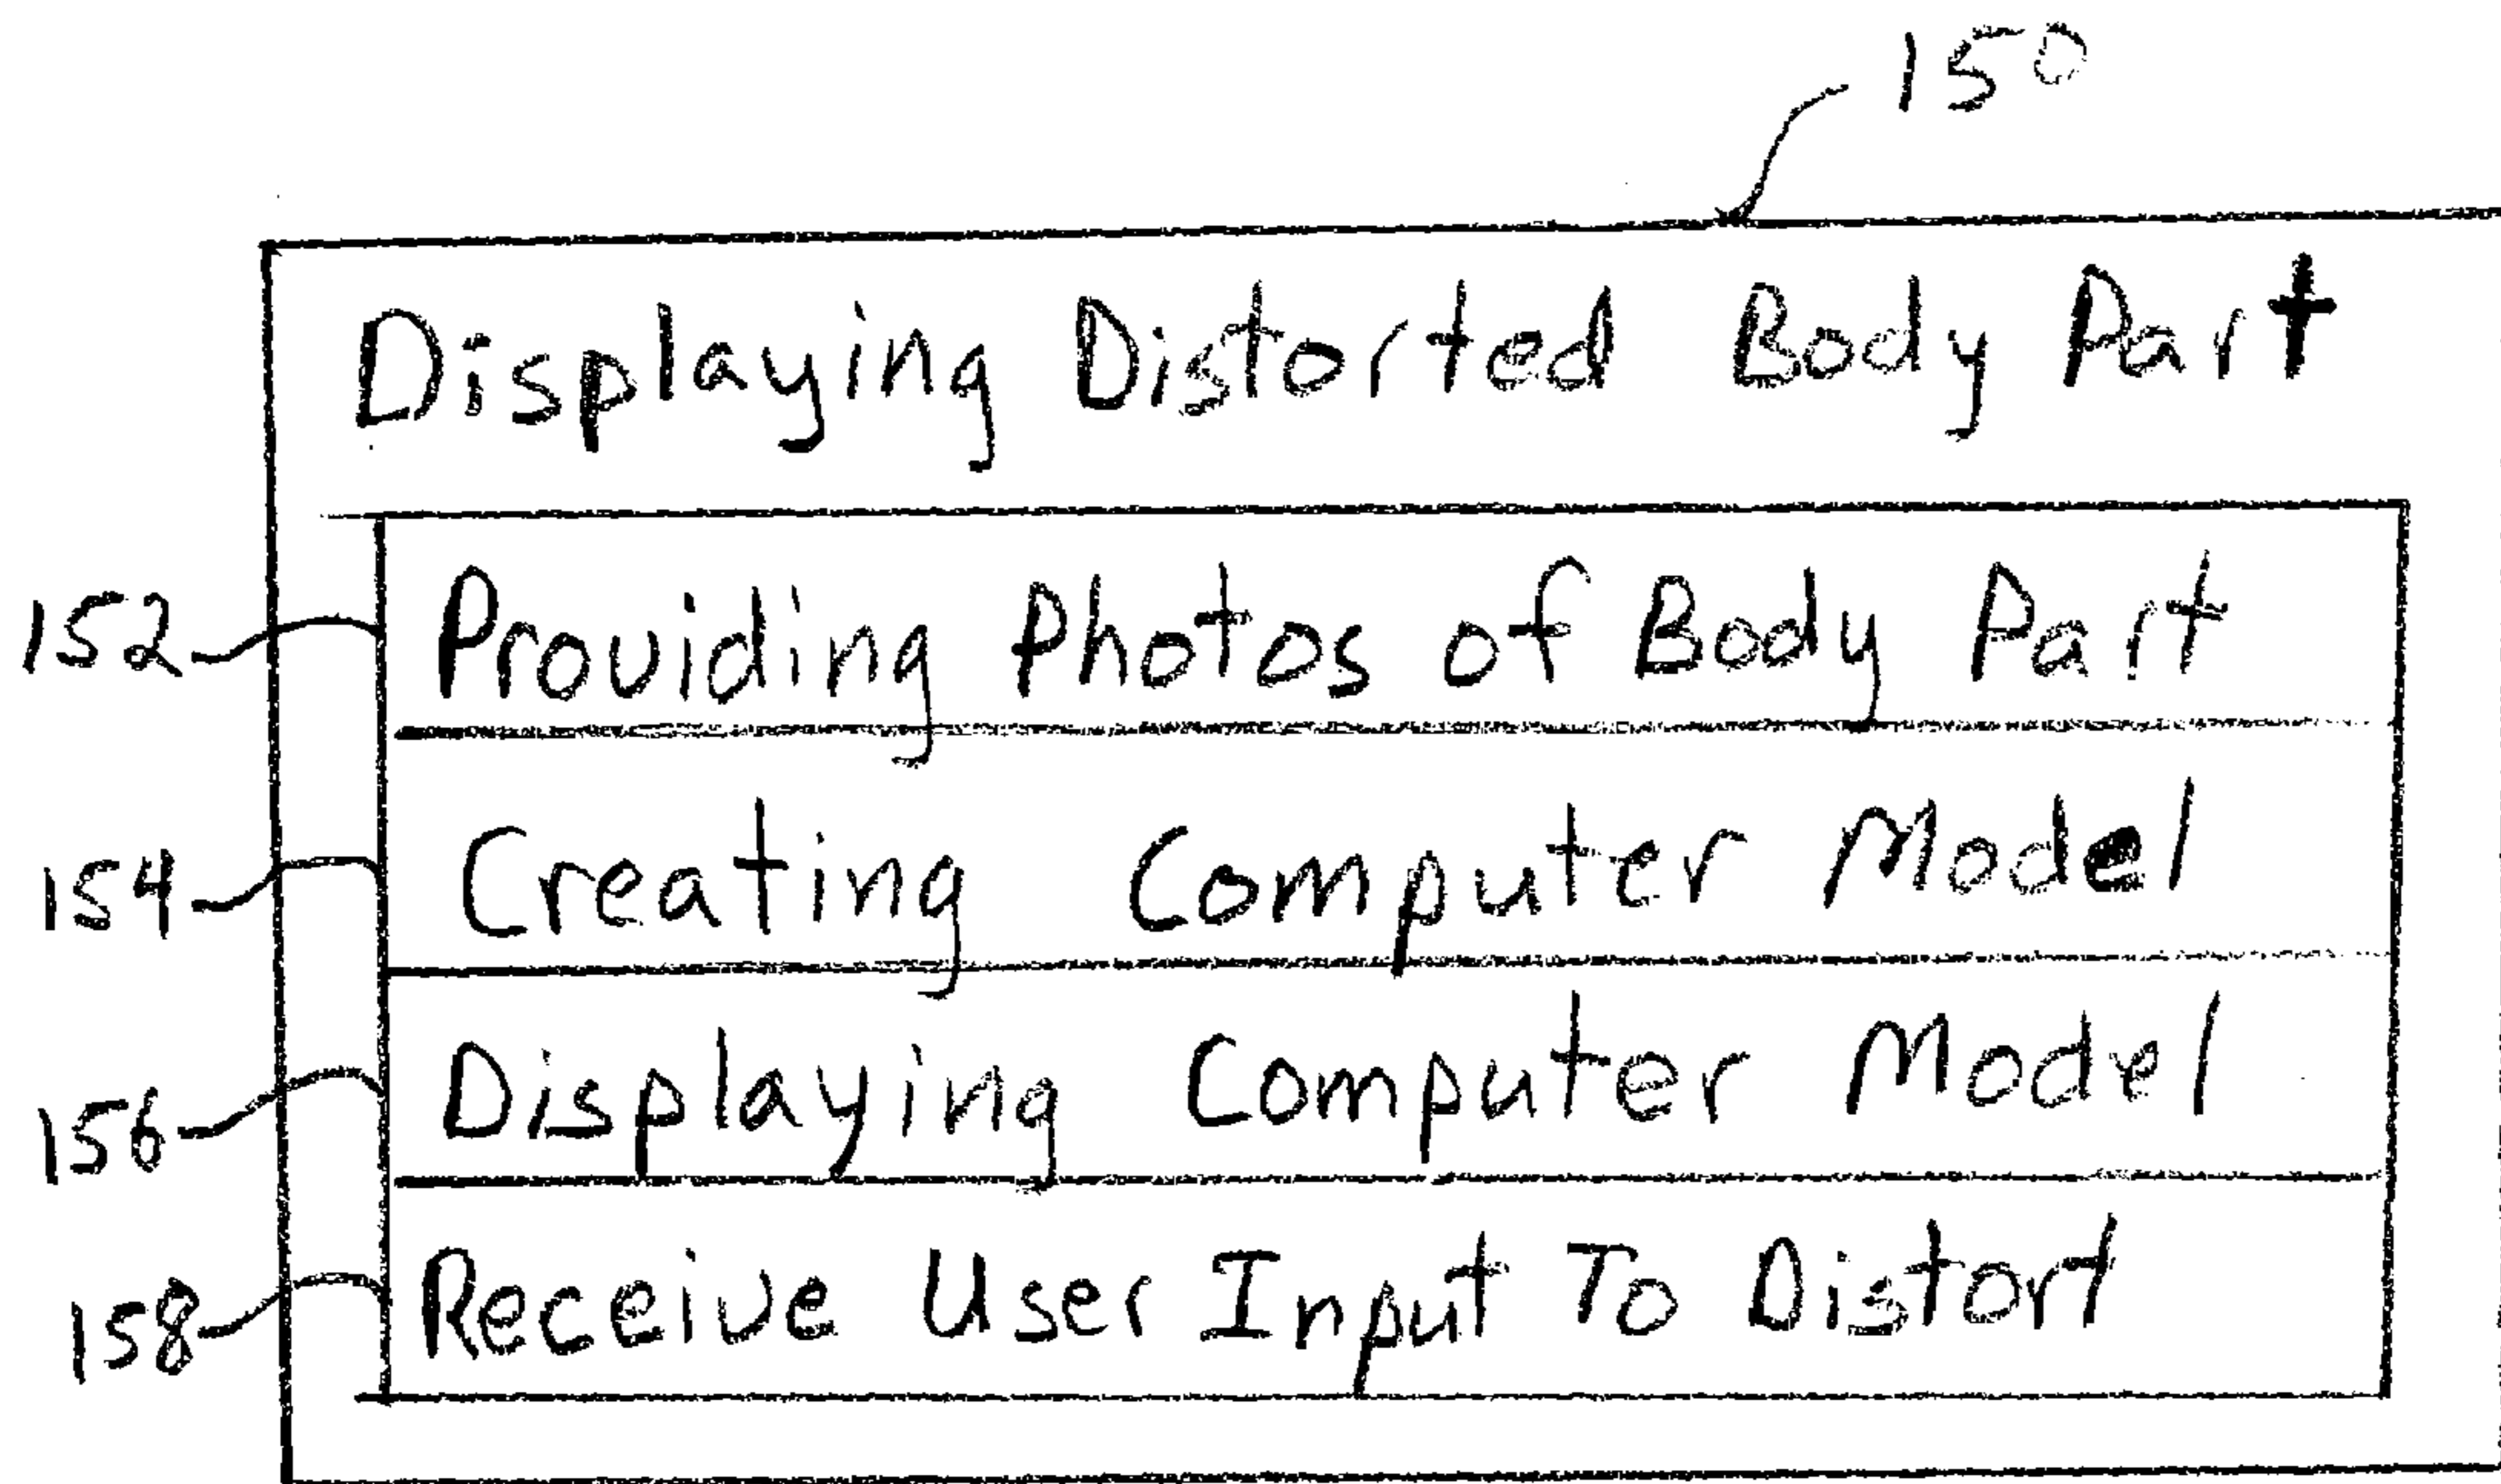 150
Displaying Distorted Body Part
152 Providing Photos of Body Part
154 Creating Computer Model
156 Displaying Computer Model
158 Receive User Input To Distort